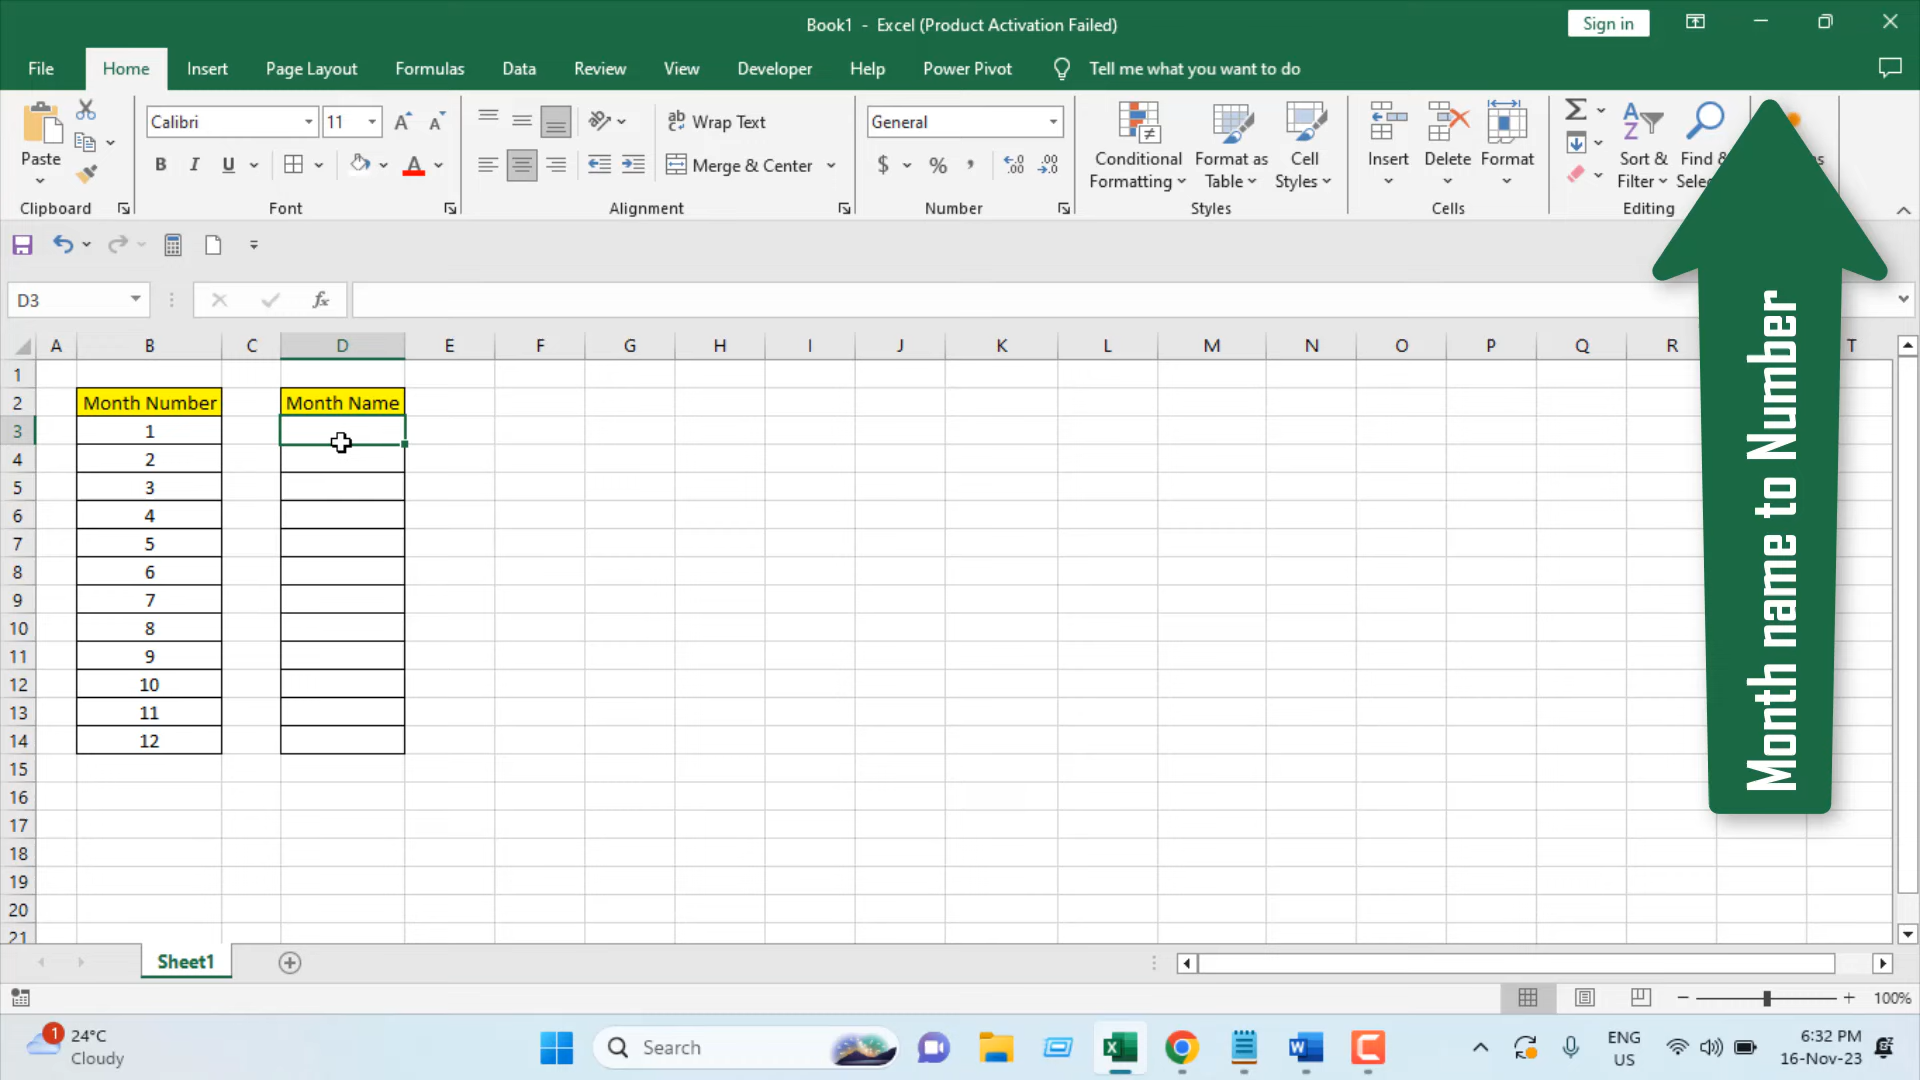 Book1 - Excel (Product Activation Failed)
Sign in
File Home Insert Page Layout Formulas Data Review View Developer Help Power Pivot Tell me what you want to do
Paste
Clipboard
Calibri 11
B I U A
Font
ab Wrap Text
Merge & Center
Alignment
General
$ % ,
Number
Conditional Formatting
Format as Table
Cell Styles
Styles
Insert Delete Format
Cells
Sort & Filter
Find &
Editing
D3
fx
A B C D E F G H I J K L M N O P Q R T
1
2 Month Number Month Name
3 1
4 2
5 3
6 4
7 5
8 6
9 7
10 8
11 9
12 10
13 11
14 12
15
16
17
18
19
20
21
Month name to Number
Sheet1
100%
1 24°C
Cloudy
Search
ENG
US
6:32 PM
16-Nov-23